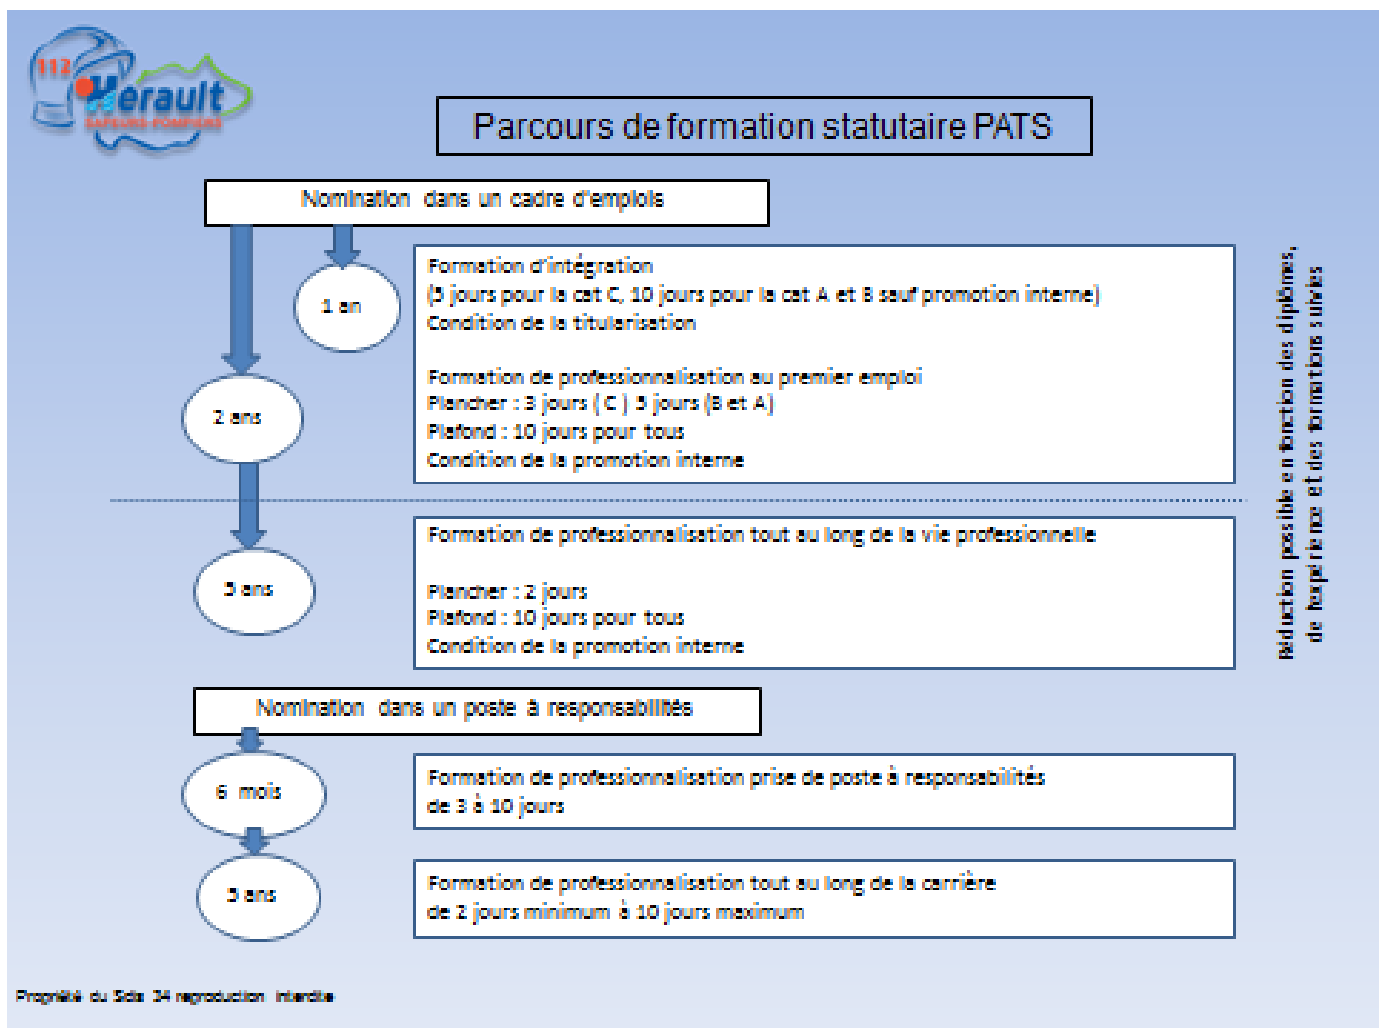 112
Hérault
SAPEURS-POMPIERS
Parcours de formation statutaire PATS
Nomination dans un cadre d'emplois
1 an
Formation d'intégration
(5 jours pour la cat C, 10 jours pour la cat A et B sauf promotion interne)
Condition de la titularisation
2 ans
Formation de professionnalisation au premier emploi
Plancher : 3 jours ( C ) 5 jours (B et A)
Plafond : 10 jours pour tous
Condition de la promotion interne
5 ans
Formation de professionnalisation tout au long de la vie professionnelle
Plancher : 2 jours
Plafond : 10 jours pour tous
Condition de la promotion interne
Réduction possible en fonction des diplômes,
de l'expérience et des formations suivies
Nomination dans un poste à responsabilités
6 mois
Formation de professionnalisation prise de poste à responsabilités
de 3 à 10 jours
5 ans
Formation de professionnalisation tout au long de la carrière
de 2 jours minimum à 10 jours maximum
Propriété du Sdis 34 reproduction interdite